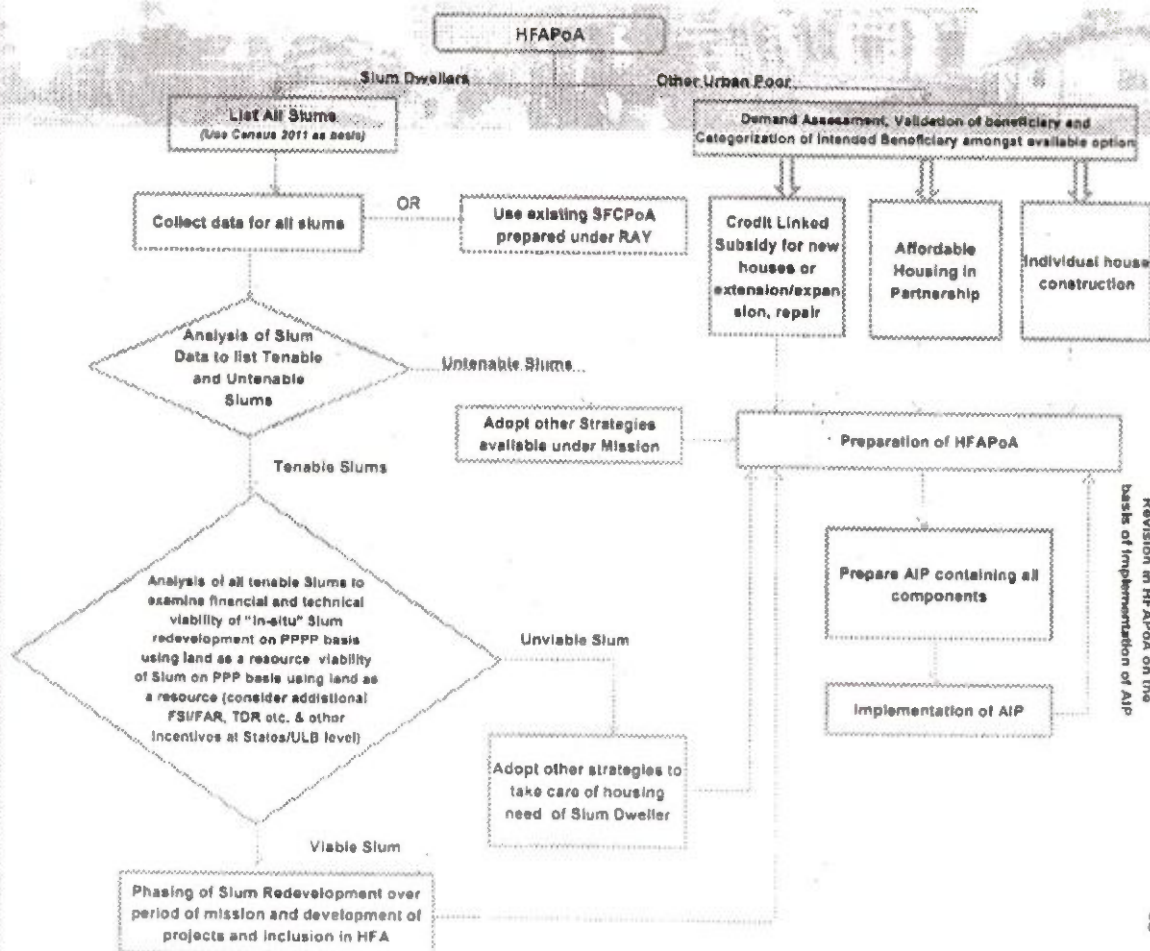 HFAPoA
Slum Dwellers
Other Urban Poor
List All Slums
(Use Census 2011 as basis)
Demand Assessment, Validation of beneficiary and
Categorization of Intended Beneficiary amongst available option
Collect data for all slums
OR
Use existing SFCPoA
prepared under RAY
Credit Linked
Subsidy for new
houses or
extension/expan
sion, repair
Affordable
Housing in
Partnership
Individual house
construction
Analysis of Slum
Data to list Tenable
and Untenable
Slums
Untenable Slums
Adopt other Strategies
available under Mission
Preparation of HFAPoA
Tenable Slums
Revision in HFAPoA on the
basis of implementation of AIP
Analysis of all tenable Slums to
examine financial and technical
viability of "In-situ" Slum
redevelopment on PPPP basis
using land as a resource viability
of Slum on PPP basis using land as
a resource (consider addistional
FSI/FAR, TDR etc. & other
incentives at States/ULB level)
Prepare AIP containing all
components
Unviable Slum
Implementation of AIP
Adopt other strategies to
take care of housing
need of Slum Dweller
Viable Slum
Phasing of Slum Redevelopment over
period of mission and development of
projects and inclusion in HFA